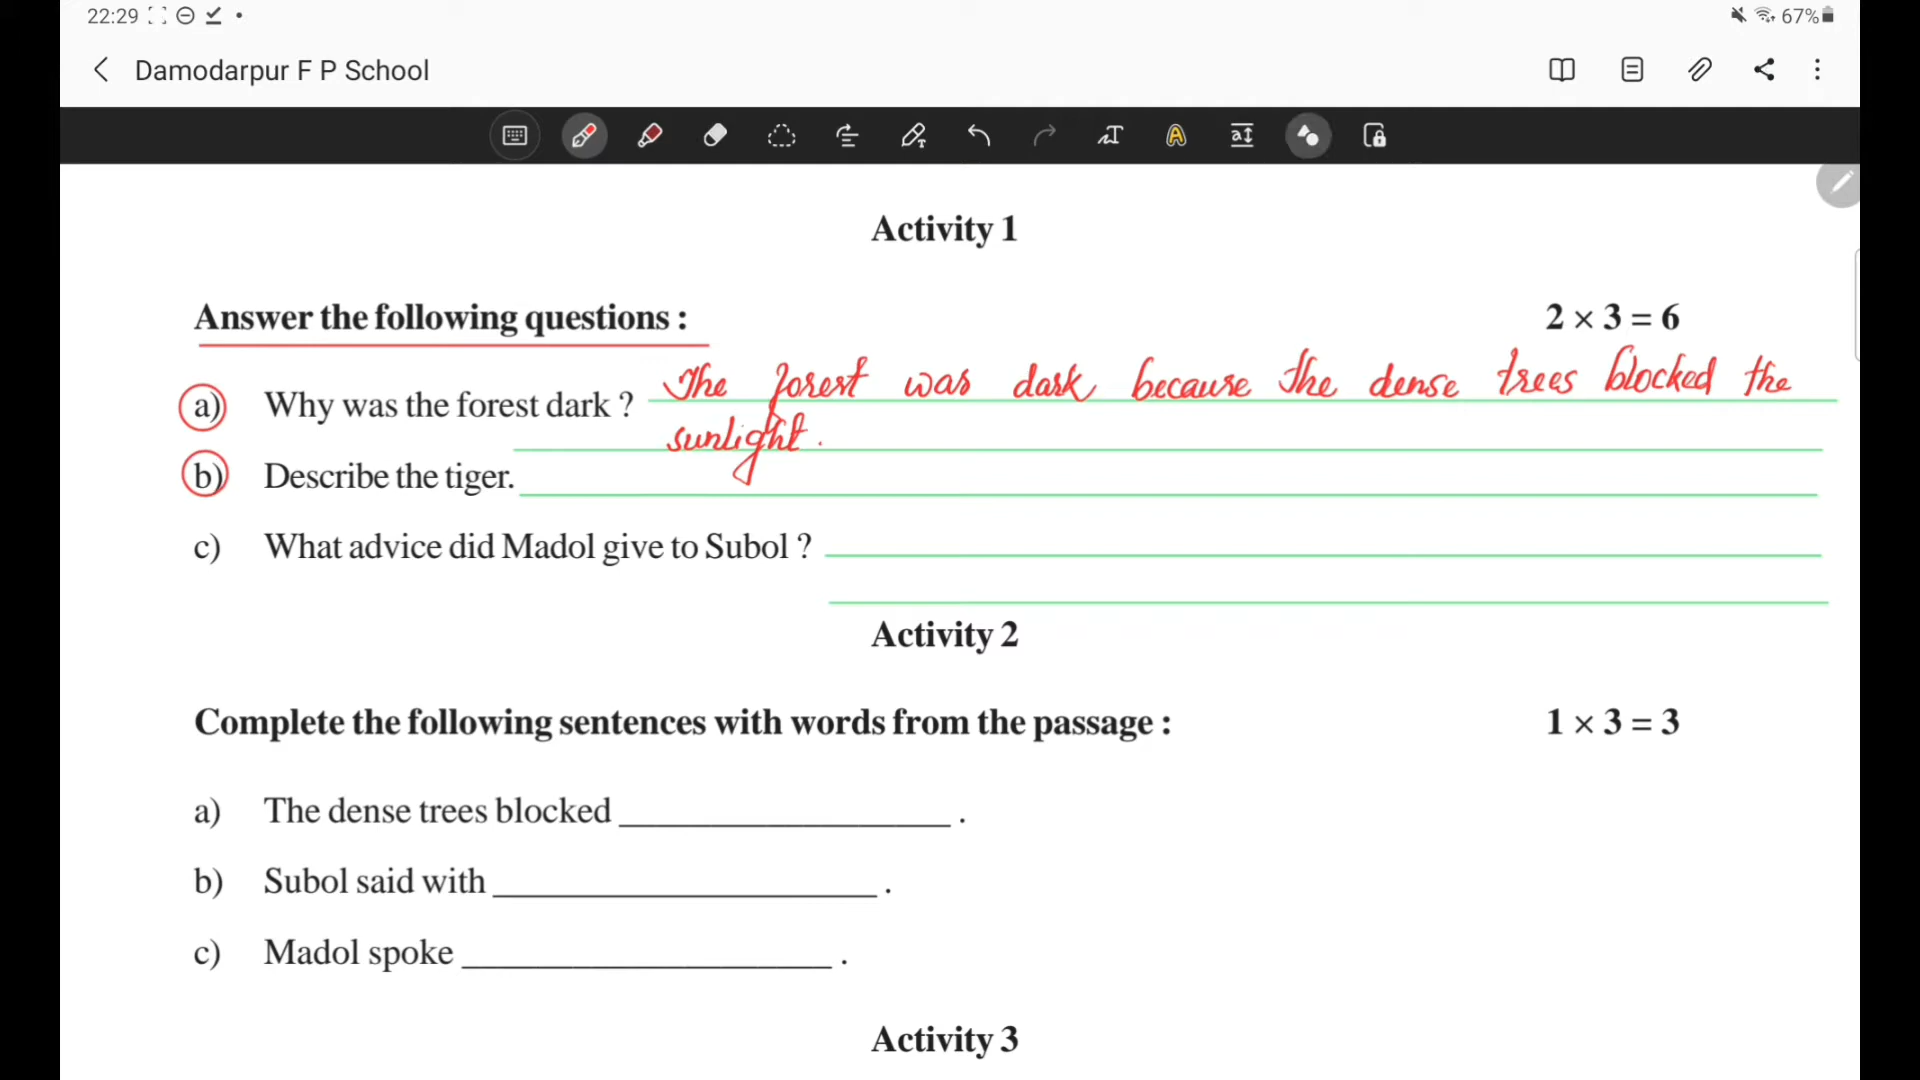 22:29
67%
Damodarpur F P School
Activity 1
Answer the following questions : 2 × 3 = 6
a) Why was the forest dark ? The forest was dark because the dense trees blocked the
sunlight.
b) Describe the tiger.
c) What advice did Madol give to Subol ?
Activity 2
Complete the following sentences with words from the passage : 1 × 3 = 3
a) The dense trees blocked ____________________ .
b) Subol said with ____________________ .
c) Madol spoke ____________________ .
Activity 3